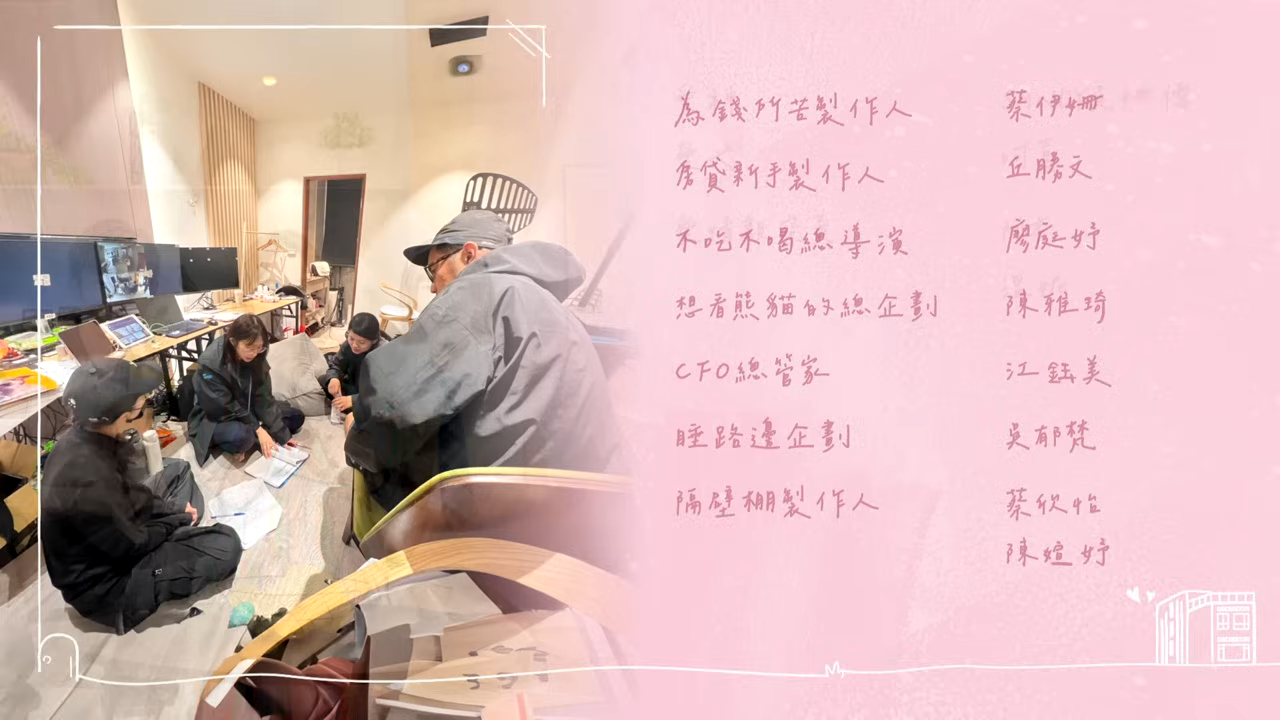 為錢所苦製作人 蔡伊姍
房貸新手製作人 丘勝文
不吃不喝總導演 廖庭妤
想看熊貓的總企劃 陳雅琦
CFO總管家 江鈺美
睡路邊企劃 吳郁梵
隔壁棚製作人 蔡欣怡
陳媗妤